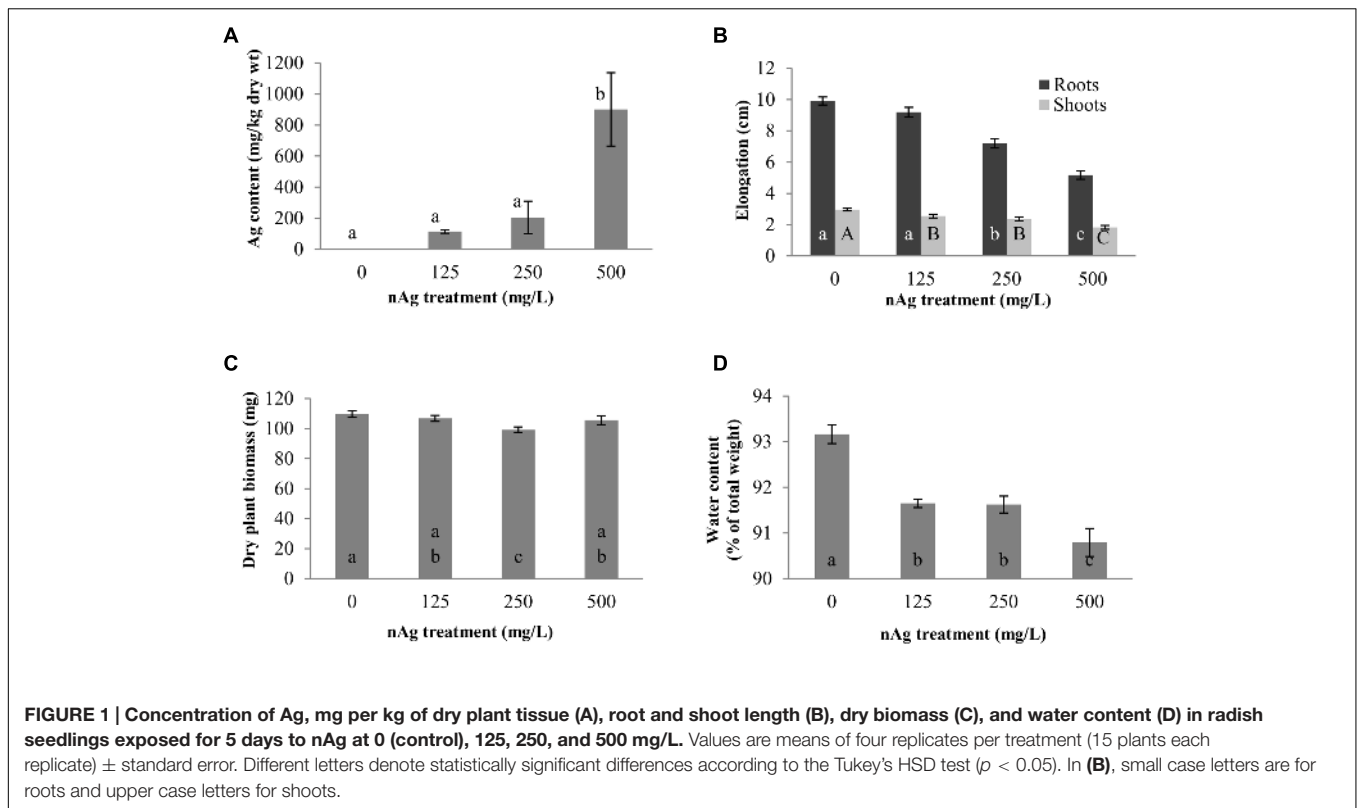 A
Ag content (mg/kg dry wt)
1200
1000
800
600
400
200
0
a
a
a
b
0 125 250 500
nAg treatment (mg/L)
B
Elongation (cm)
12
10
8
6
4
2
0
Roots
Shoots
a A a B b B c C
0 125 250 500
nAg treatment (mg/L)
C
Dry plant biomass (mg)
120
100
80
60
40
20
0
a a
a b c b
0 125 250 500
nAg treatment (mg/L)
D
Water content
(% of total weight)
94
93
92
91
90
a b b c
0 125 250 500
nAg treatment (mg/L)
FIGURE 1 | Concentration of Ag, mg per kg of dry plant tissue (A), root and shoot length (B), dry biomass (C), and water content (D) in radish
seedlings exposed for 5 days to nAg at 0 (control), 125, 250, and 500 mg/L. Values are means of four replicates per treatment (15 plants each
replicate) ± standard error. Different letters denote statistically significant differences according to the Tukey's HSD test (p < 0.05). In (B), small case letters are for
roots and upper case letters for shoots.